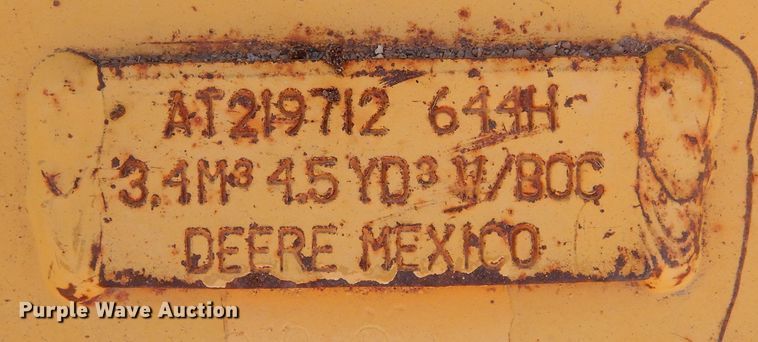 AT219712 644H
3.4M³ 4.5 YD³ W/BOC
DEERE MEXICO
Purple Wave Auction